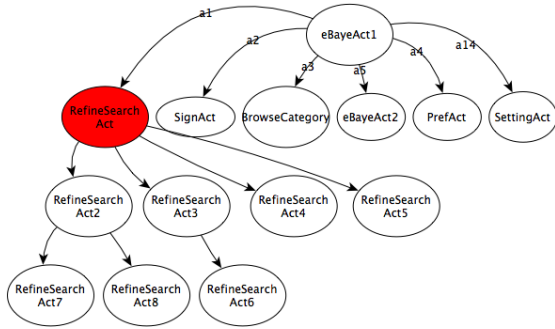 a1
eBayeAct1
a2
a3
a5
a4
a14
RefineSearch
Act
SignAct
BrowseCategory
eBayeAct2
PrefAct
SettingAct
RefineSearch
Act2
RefineSearch
Act3
RefineSearch
Act4
RefineSearch
Act5
RefineSearch
Act7
RefineSearch
Act8
RefineSearch
Act6